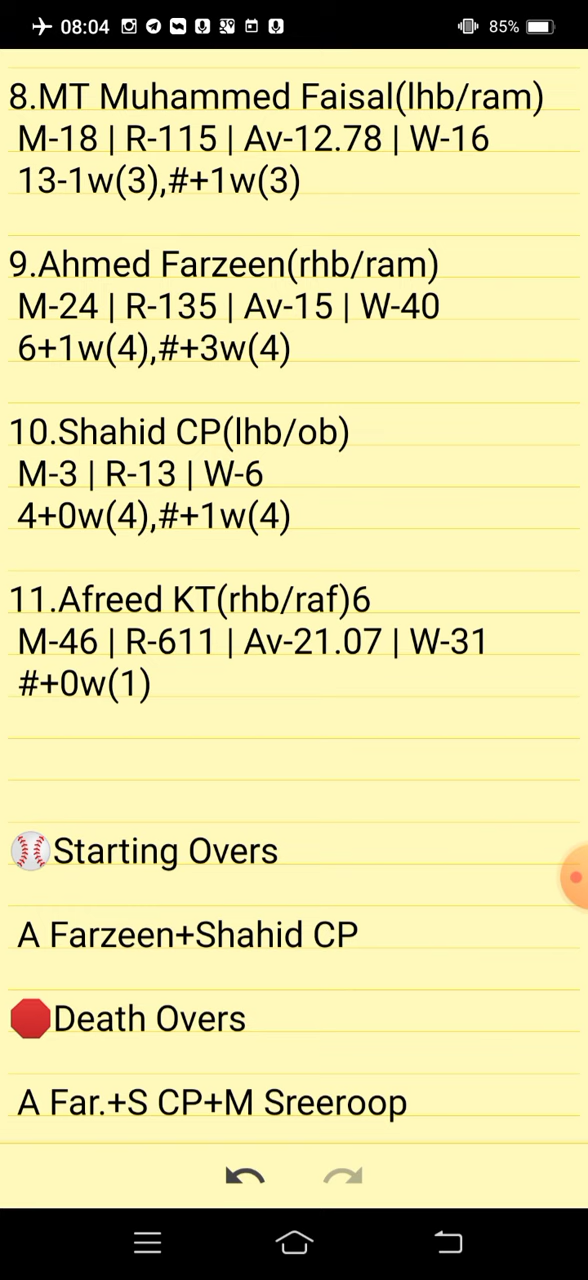 08:04
85%
8.MT Muhammed Faisal(lhb/ram)
M-18 | R-115 | Av-12.78 | W-16
13-1w(3),#+1w(3)
9.Ahmed Farzeen(rhb/ram)
M-24 | R-135 | Av-15 | W-40
6+1w(4),#+3w(4)
10.Shahid CP(lhb/ob)
M-3 | R-13 | W-6
4+0w(4),#+1w(4)
11.Afreed KT(rhb/raf)6
M-46 | R-611 | Av-21.07 | W-31
#+0w(1)
Starting Overs
A Farzeen+Shahid CP
Death Overs
A Far.+S CP+M Sreeroop